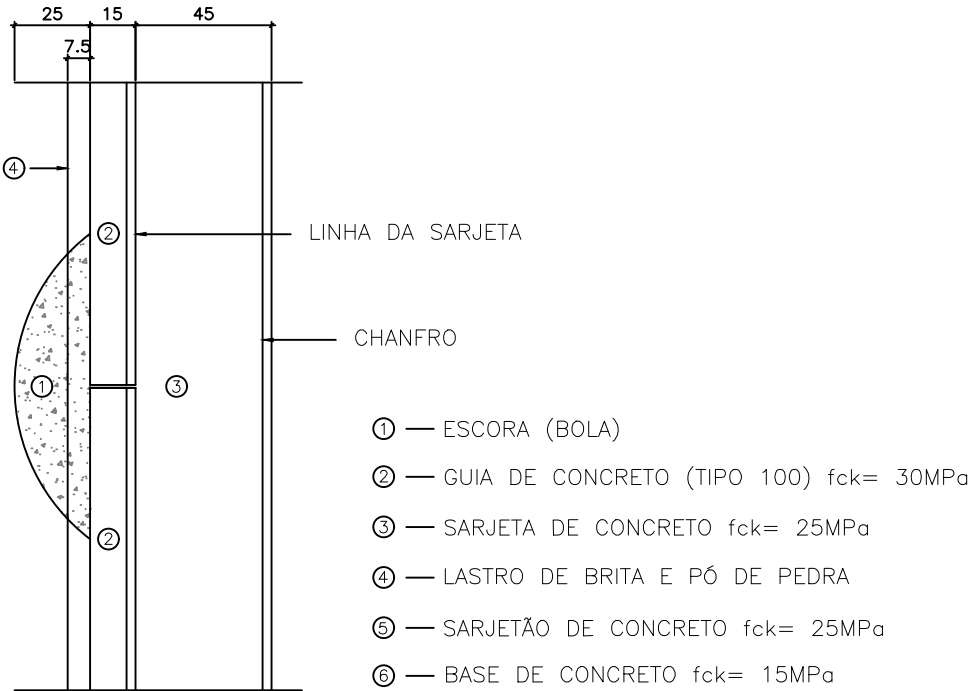 25 15 45
7.5
④
② LINHA DA SARJETA
CHANFRO
① ③
① — ESCORA (BOLA)
② — GUIA DE CONCRETO (TIPO 100) fck= 30MPa
③ — SARJETA DE CONCRETO fck= 25MPa
② ④ — LASTRO DE BRITA E PÓ DE PEDRA
⑤ — SARJETÃO DE CONCRETO fck= 25MPa
⑥ — BASE DE CONCRETO fck= 15MPa